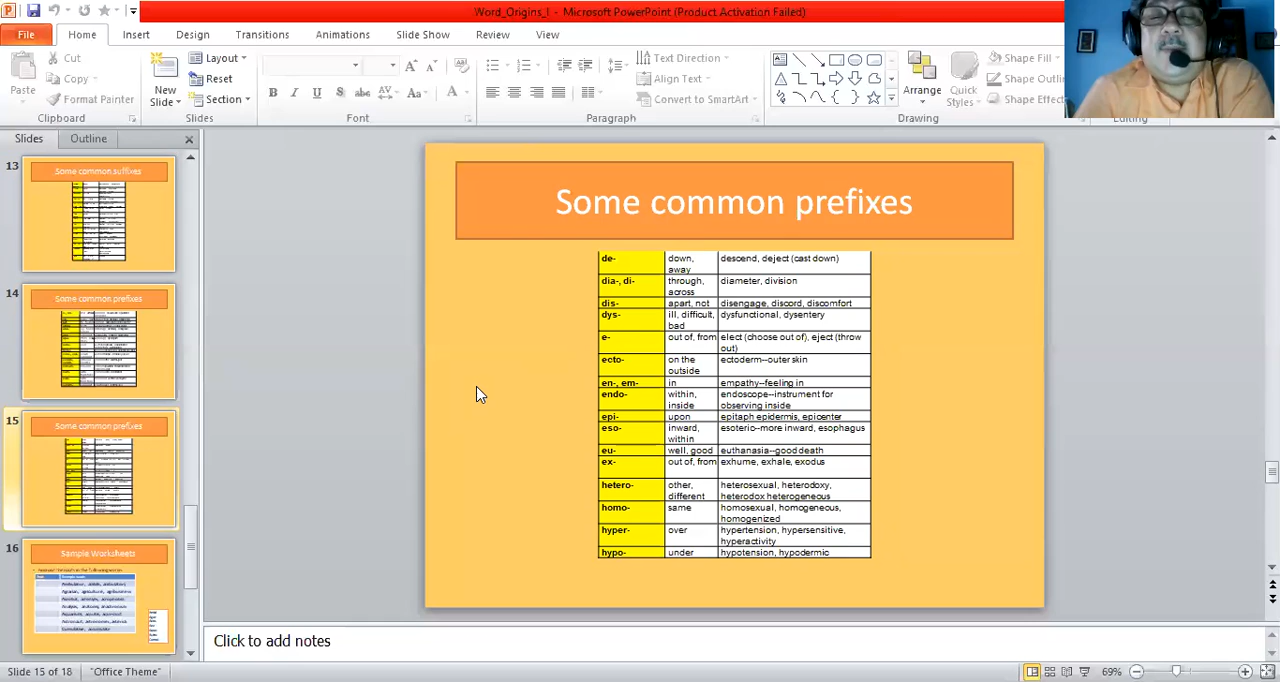 Word_Origins_I - Microsoft PowerPoint (Product Activation Failed)
File Home Insert Design Transitions Animations Slide Show Review View
Cut
Copy
Format Painter
Paste
Clipboard
New
Slide
Layout
Reset
Section
Slides
B I U S abc AV Aa A
Font
Text Direction
Align Text
Convert to SmartArt
Paragraph
Arrange
Quick
Styles
Shape Fill
Shape Outli
Shape Effect
Drawing
Editing
Slides Outline
13
Some common suffixes
14
Some common prefixes
15
Some common prefixes
16
Sample Worksheets
Some common prefixes
de- down, descend, deject (cast down)
away
dia-, di- through, diameter, division
across
dis- apart, not disengage, discord, discomfort
dys- ill, difficult, dysfunctional, dysentery
bad
e- out of, from elect (choose out of), eject (throw
out)
ecto- on the ectoderm--outer skin
outside
en-, em- in empathy--feeling in
endo- within, endoscope--instrument for
inside observing inside
epi- upon epitaph epidermis, epicenter
eso- inward, esoterio--more inward, esophagus
within
eu- well, good euthanasia--good death
ex- out of, from exhume, exhale, exodus
hetero- other, heterosexual, heterodoxy,
different heterodox heterogeneous
homo- same homosexual, homogeneous,
homogenized
hyper- over hypertension, hypersensitive,
hyperactivity
hypo- under hypotension, hypodermic
Click to add notes
Slide 15 of 18 "Office Theme" 69%